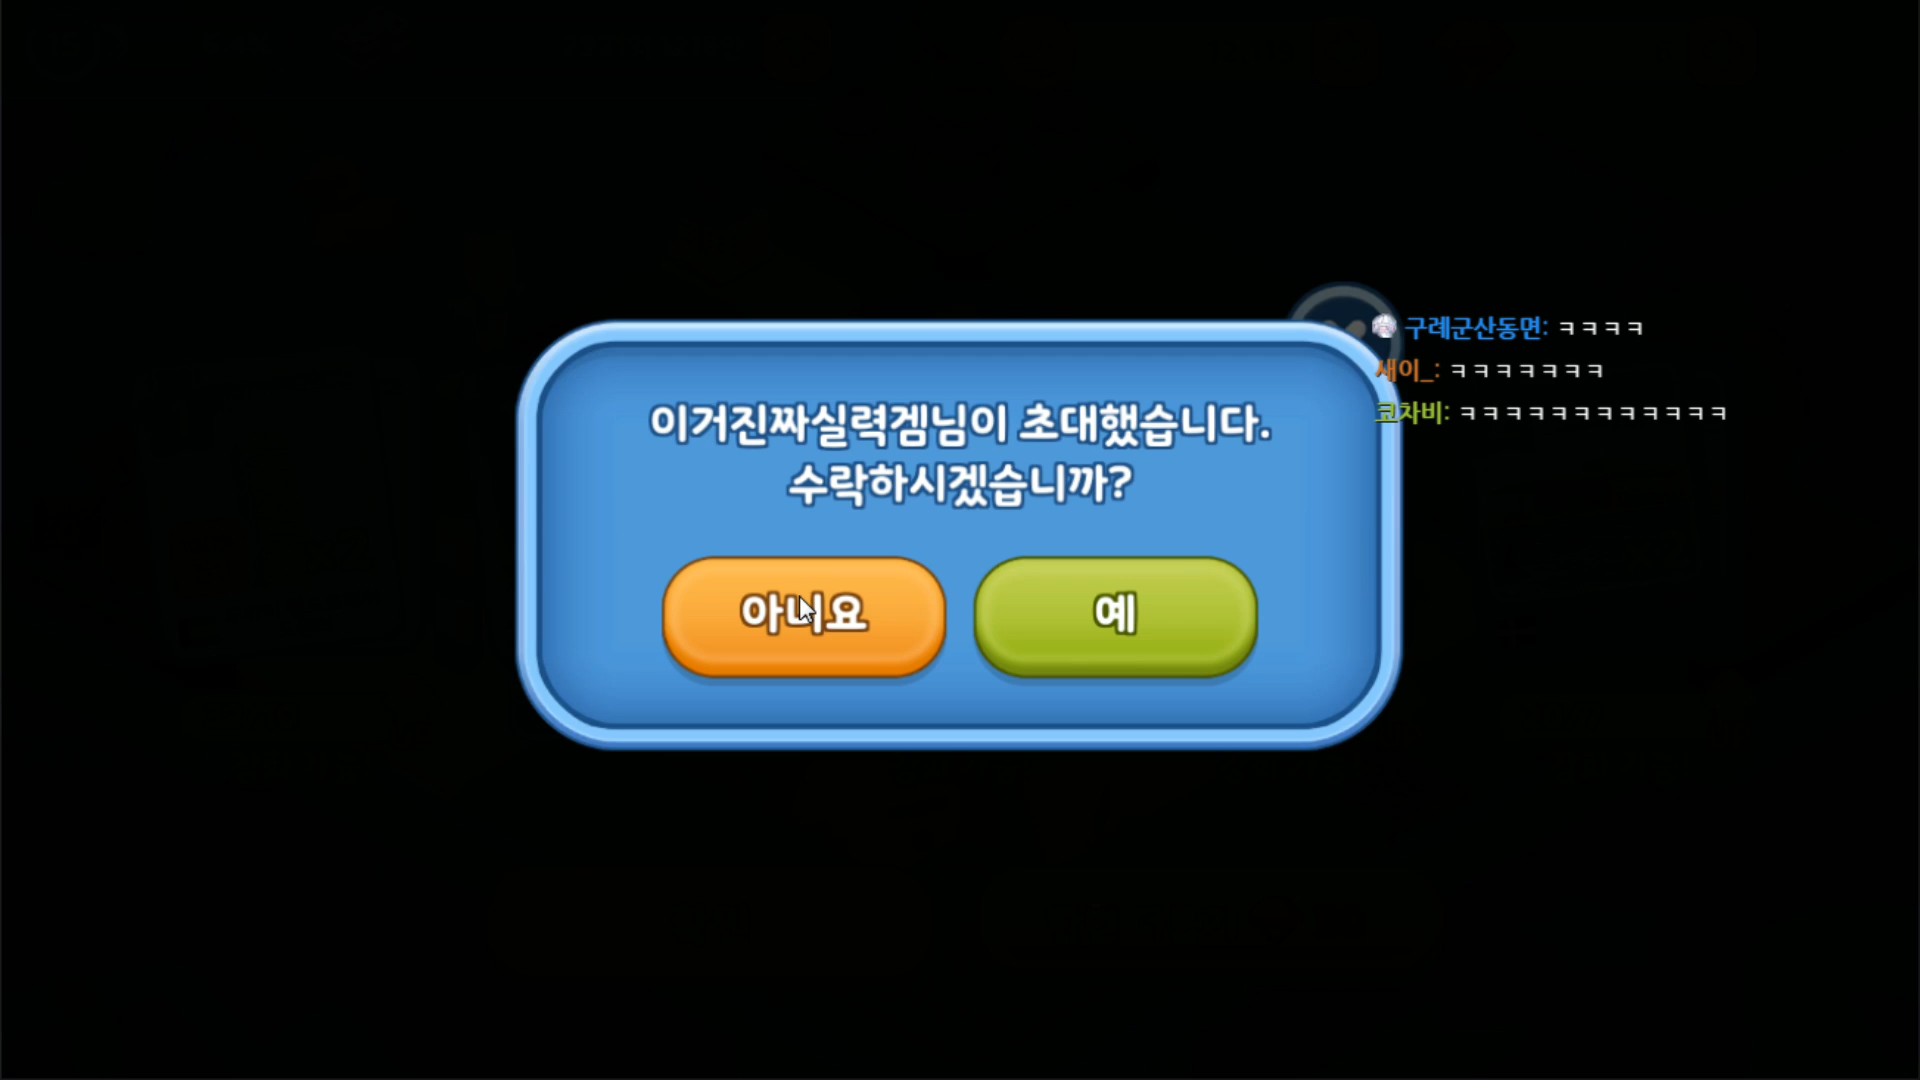 이거진짜실력겜님이 초대했습니다.
수락하시겠습니까?
아니요
예
구례군산동면: ㅋㅋㅋㅋ
새이_: ㅋㅋㅋㅋㅋㅋㅋ
코차비: ㅋㅋㅋㅋㅋㅋㅋㅋㅋㅋㅋㅋ